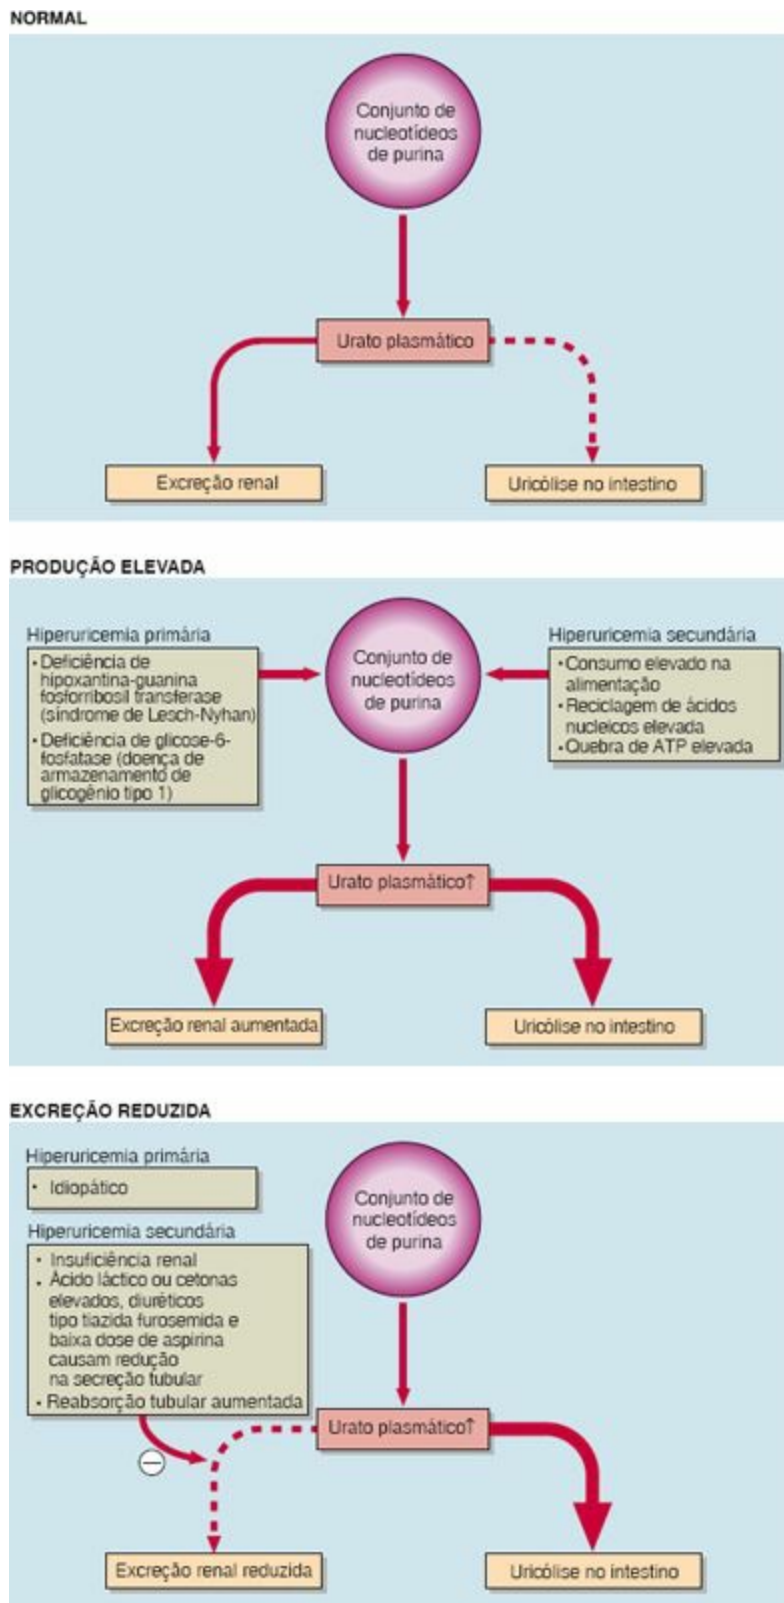 NORMAL
Conjunto de
nucleotídeos
de purina
Urato plasmático
Excreção renal
Uricólise no intestino
PRODUÇÃO ELEVADA
Hiperuricemia primária
• Deficiência de
hipoxantina-guanina
fosforribosil transferase
(síndrome de Lesch-Nyhan)
• Deficiência de glicose-6-
fosfatase (doença de
armazenamento de
glicogênio tipo 1)
Conjunto de
nucleotídeos
de purina
Hiperuricemia secundária
• Consumo elevado na
alimentação
• Reciclagem de ácidos
nucleicos elevada
• Quebra de ATP elevada
Urato plasmático↑
Excreção renal aumentada
Uricólise no intestino
EXCREÇÃO REDUZIDA
Hiperuricemia primária
• Idiopático
Hiperuricemia secundária
• Insuficiência renal
• Ácido láctico ou cetonas
elevados, diuréticos
tipo tiazida furosemida e
baixa dose de aspirina
causam redução
na secreção tubular
• Reabsorção tubular aumentada
Conjunto de
nucleotídeos
de purina
Urato plasmático↑
Excreção renal reduzida
Uricólise no intestino